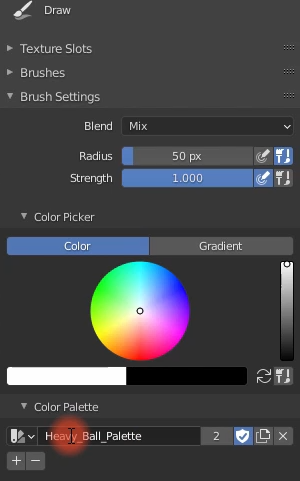 Draw
Texture Slots
Brushes
Brush Settings
Blend Mix
Radius 50 px
Strength 1.000
Color Picker
Color Gradient
Color Palette
Heavy_Ball_Palette 2